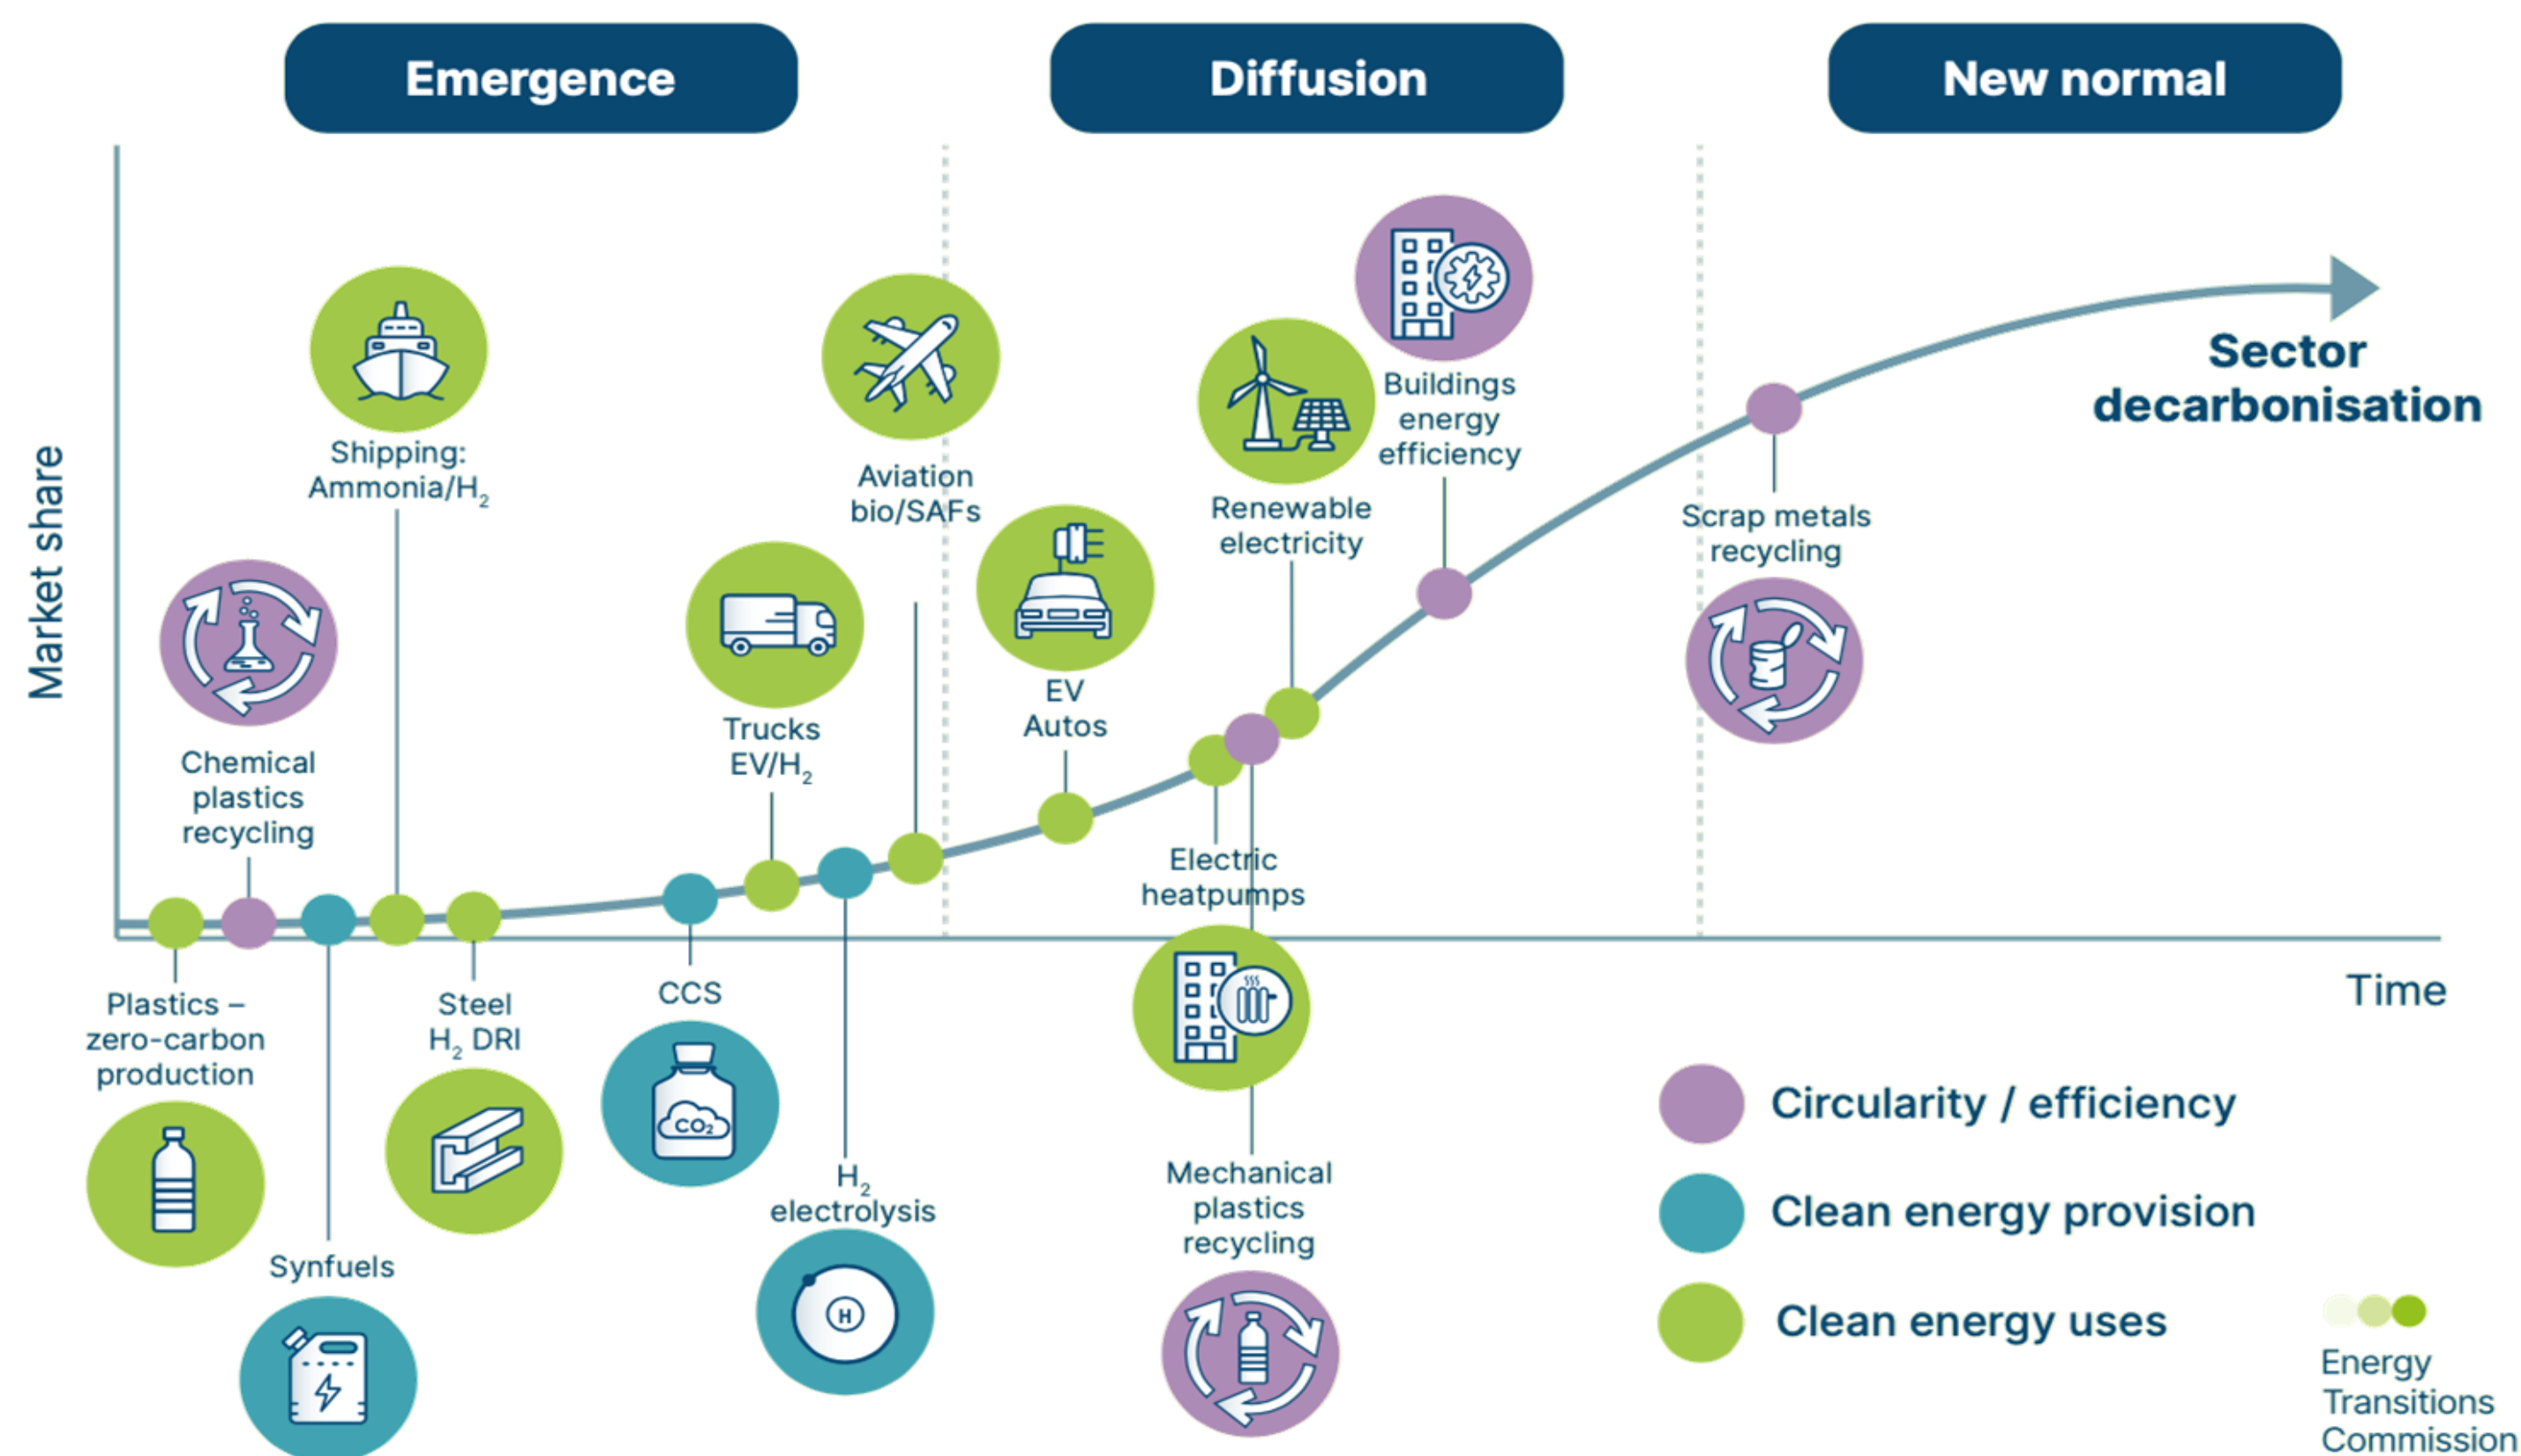 Emergence
Diffusion
New normal
Market share
Shipping:
Ammonia/H₂
Aviation
bio/SAFs
Renewable
electricity
Buildings
energy
efficiency
Sector
decarbonisation
Scrap metals
recycling
Chemical
plastics
recycling
Trucks
EV/H₂
EV
Autos
Electric
heatpumps
Time
Plastics –
zero-carbon
production
Steel
H₂ DRI
CCS
CO₂
Synfuels
H₂
electrolysis
H
Mechanical
plastics
recycling
Circularity / efficiency
Clean energy provision
Clean energy uses
Energy
Transitions
Commission